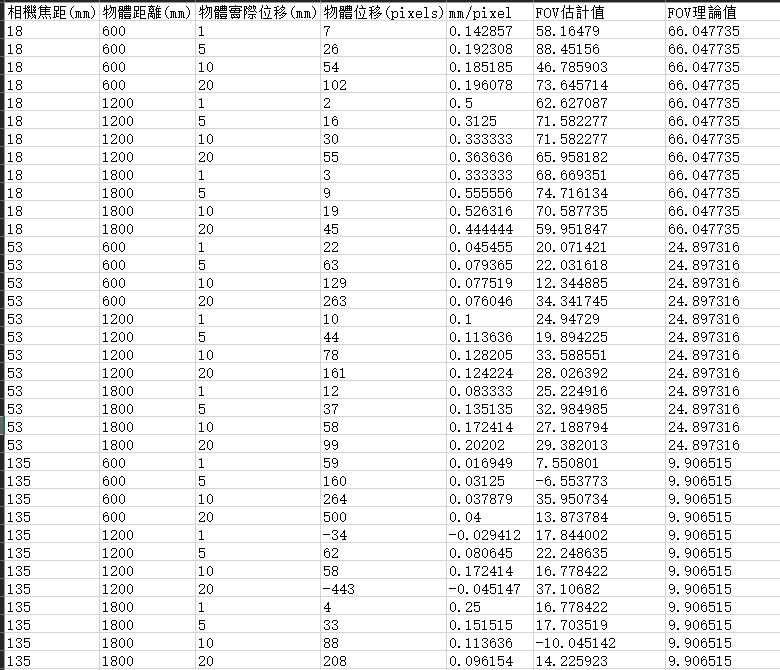 相機焦距(mm) 物體距離(mm) 物體實際位移(mm) 物體位移(pixels) mm/pixel FOV估計值 FOV理論值
18 600 1 7 0.142857 58.16479 66.047735
18 600 5 26 0.192308 88.45156 66.047735
18 600 10 54 0.185185 46.785903 66.047735
18 600 20 102 0.196078 73.645714 66.047735
18 1200 1 2 0.5 62.627087 66.047735
18 1200 5 16 0.3125 71.582277 66.047735
18 1200 10 30 0.333333 71.582277 66.047735
18 1200 20 55 0.363636 65.958182 66.047735
18 1800 1 3 0.333333 68.669351 66.047735
18 1800 5 9 0.555556 74.716134 66.047735
18 1800 10 19 0.526316 70.587735 66.047735
18 1800 20 45 0.444444 59.951847 66.047735
53 600 1 22 0.045455 20.071421 24.897316
53 600 5 63 0.079365 22.031618 24.897316
53 600 10 129 0.077519 12.344885 24.897316
53 600 20 263 0.076046 34.341745 24.897316
53 1200 1 10 0.1 24.94729 24.897316
53 1200 5 44 0.113636 19.894225 24.897316
53 1200 10 78 0.128205 33.588551 24.897316
53 1200 20 161 0.124224 28.026392 24.897316
53 1800 1 12 0.083333 25.224916 24.897316
53 1800 5 37 0.135135 32.984985 24.897316
53 1800 10 58 0.172414 27.188794 24.897316
53 1800 20 99 0.20202 29.382013 24.897316
135 600 1 59 0.016949 7.550801 9.906515
135 600 5 160 0.03125 -6.553773 9.906515
135 600 10 264 0.037879 35.950734 9.906515
135 600 20 500 0.04 13.873784 9.906515
135 1200 1 -34 -0.029412 17.844002 9.906515
135 1200 5 62 0.080645 22.248635 9.906515
135 1200 10 58 0.172414 16.778422 9.906515
135 1200 20 -443 -0.045147 37.10682 9.906515
135 1800 1 4 0.25 16.778422 9.906515
135 1800 5 33 0.151515 17.703519 9.906515
135 1800 10 88 0.113636 -10.045142 9.906515
135 1800 20 208 0.096154 14.225923 9.906515